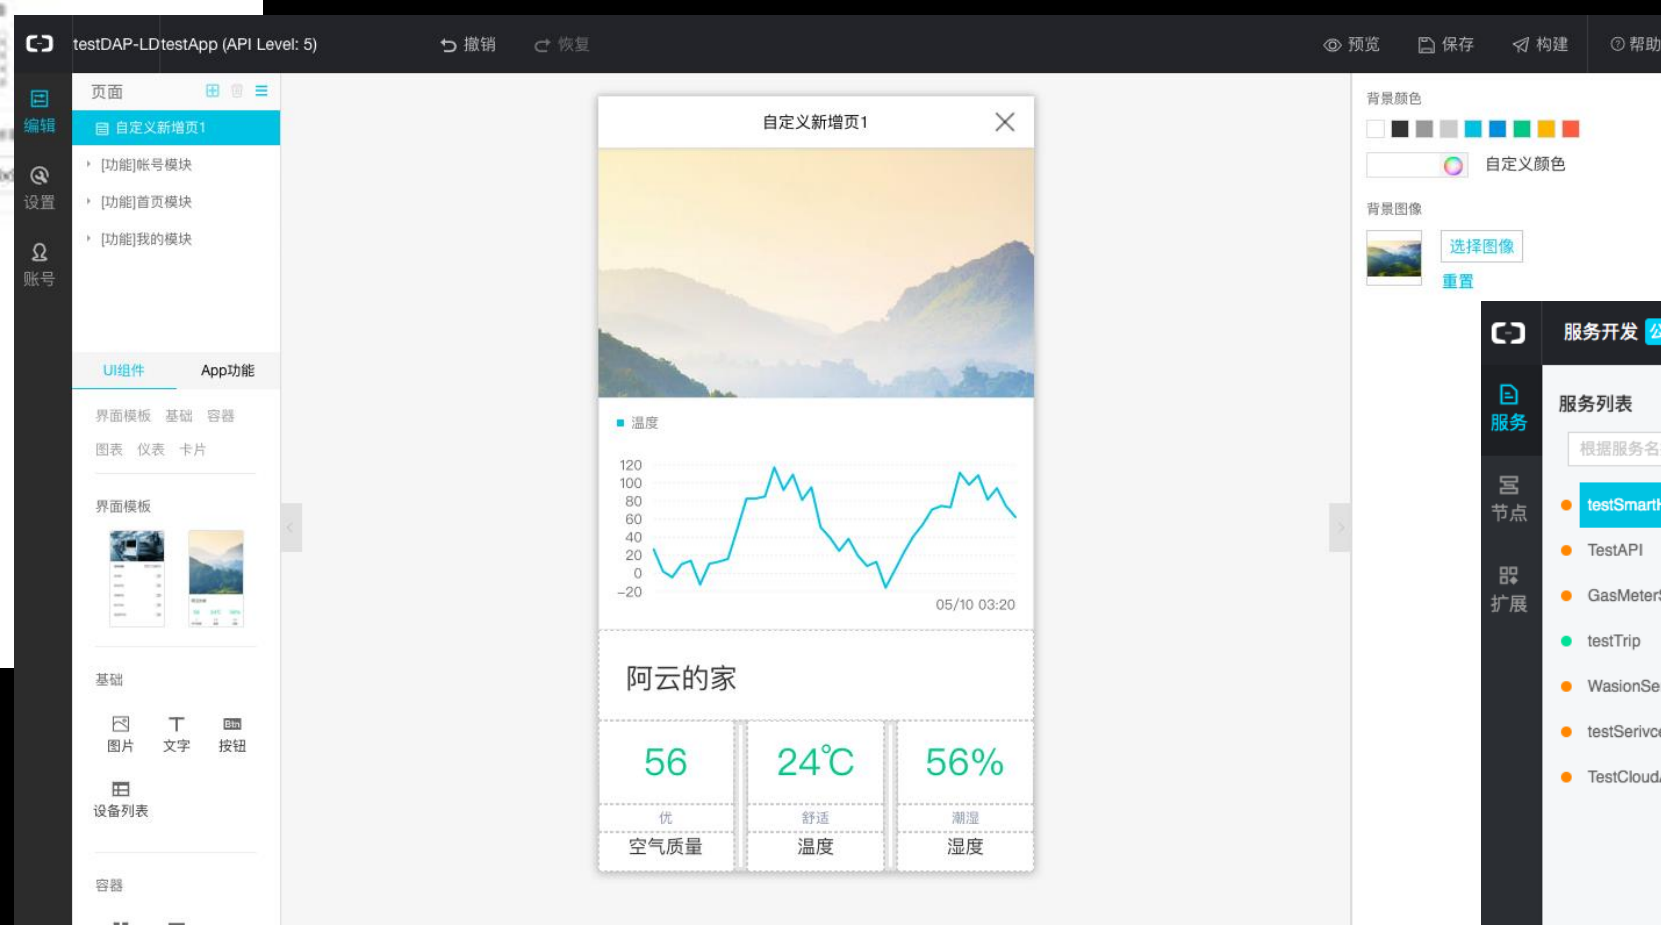 testDAP-LDtestApp (API Level: 5)
撤销
恢复
预览
保存
构建
帮助
编辑
设置
账号
页面
自定义新增页1
[功能]帐号模块
[功能]首页模块
[功能]我的模块
UI组件
App功能
界面模板 基础 容器
图表 仪表 卡片
界面模板
基础
图片
文字
Btn
按钮
设备列表
容器
自定义新增页1
温度
120
100
80
60
40
20
0
-20
05/10 03:20
阿云的家
56
24℃
56%
优
舒适
潮湿
空气质量
温度
湿度
背景颜色
自定义颜色
背景图像
选择图像
重置
服务开发
服务
节点
扩展
服务列表
根据服务名
testSmart
TestAPI
GasMeter
testTrip
WasionSe
testSerivce
TestCloud